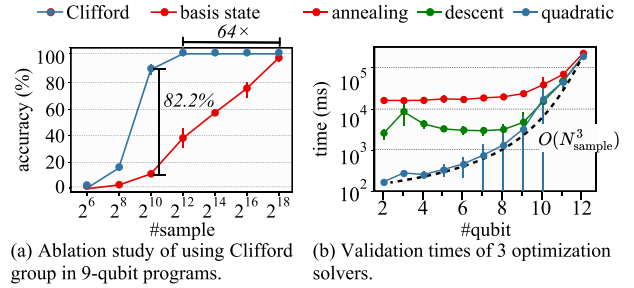 Clifford basis state annealing descent quadratic
64×
82.2%
accuracy (%)
100
80
60
40
20
0
2^6 2^8 2^10 2^12 2^14 2^16 2^18
#sample
time (ms)
10^5
10^4
10^3
10^2
O(N^3_sample)
2 4 6 8 10 12
#qubit
(a) Ablation study of using Clifford
group in 9-qubit programs.
(b) Validation times of 3 optimization
solvers.